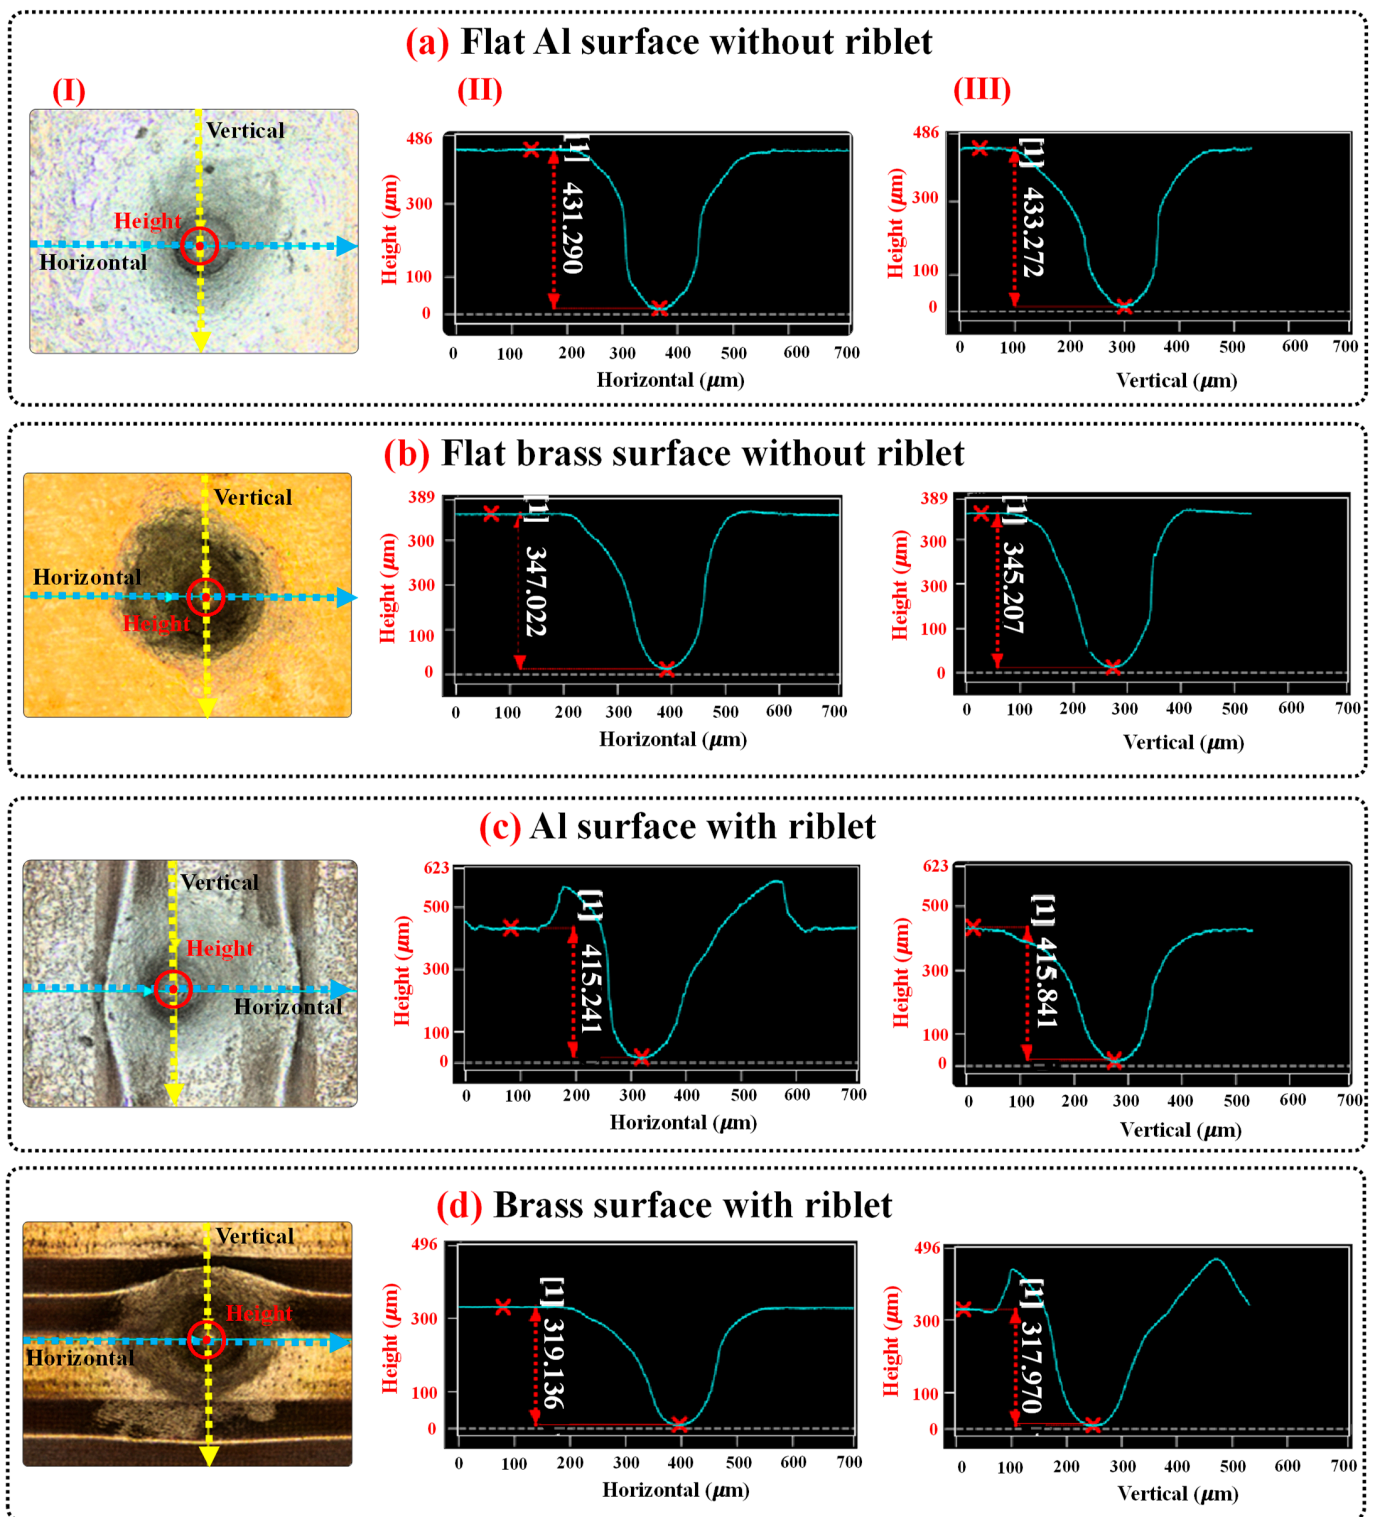 (a) Flat Al surface without riblet
(I)
(II)
(III)
Vertical
Height
Horizontal
486
300
100
0
Height (μm)
[1] 431.290
0 100 200 300 400 500 600 700
Horizontal (μm)
486
300
100
0
Height (μm)
[1] 433.272
0 100 200 300 400 500 600 700
Vertical (μm)
(b) Flat brass surface without riblet
Vertical
Horizontal
Height
389
300
300
100
0
Height (μm)
[1] 347.022
0 100 200 300 400 500 600 700
Horizontal (μm)
389
300
300
100
0
Height (μm)
[1] 345.207
0 100 200 300 400 500 600 700
Vertical (μm)
(c) Al surface with riblet
Vertical
Height
Horizontal
623
500
300
100
0
Height (μm)
[1] 415.241
0 100 200 300 400 500 600 700
Horizontal (μm)
623
500
300
100
0
Height (μm)
[1] 415.841
0 100 200 300 400 500 600 700
Vertical (μm)
(d) Brass surface with riblet
Vertical
Height
Horizontal
496
300
100
0
Height (μm)
[1] 319.136
0 100 200 300 400 500 600 700
Horizontal (μm)
496
300
100
0
Height (μm)
[1] 317.970
0 100 200 300 400 500 600 700
Vertical (μm)